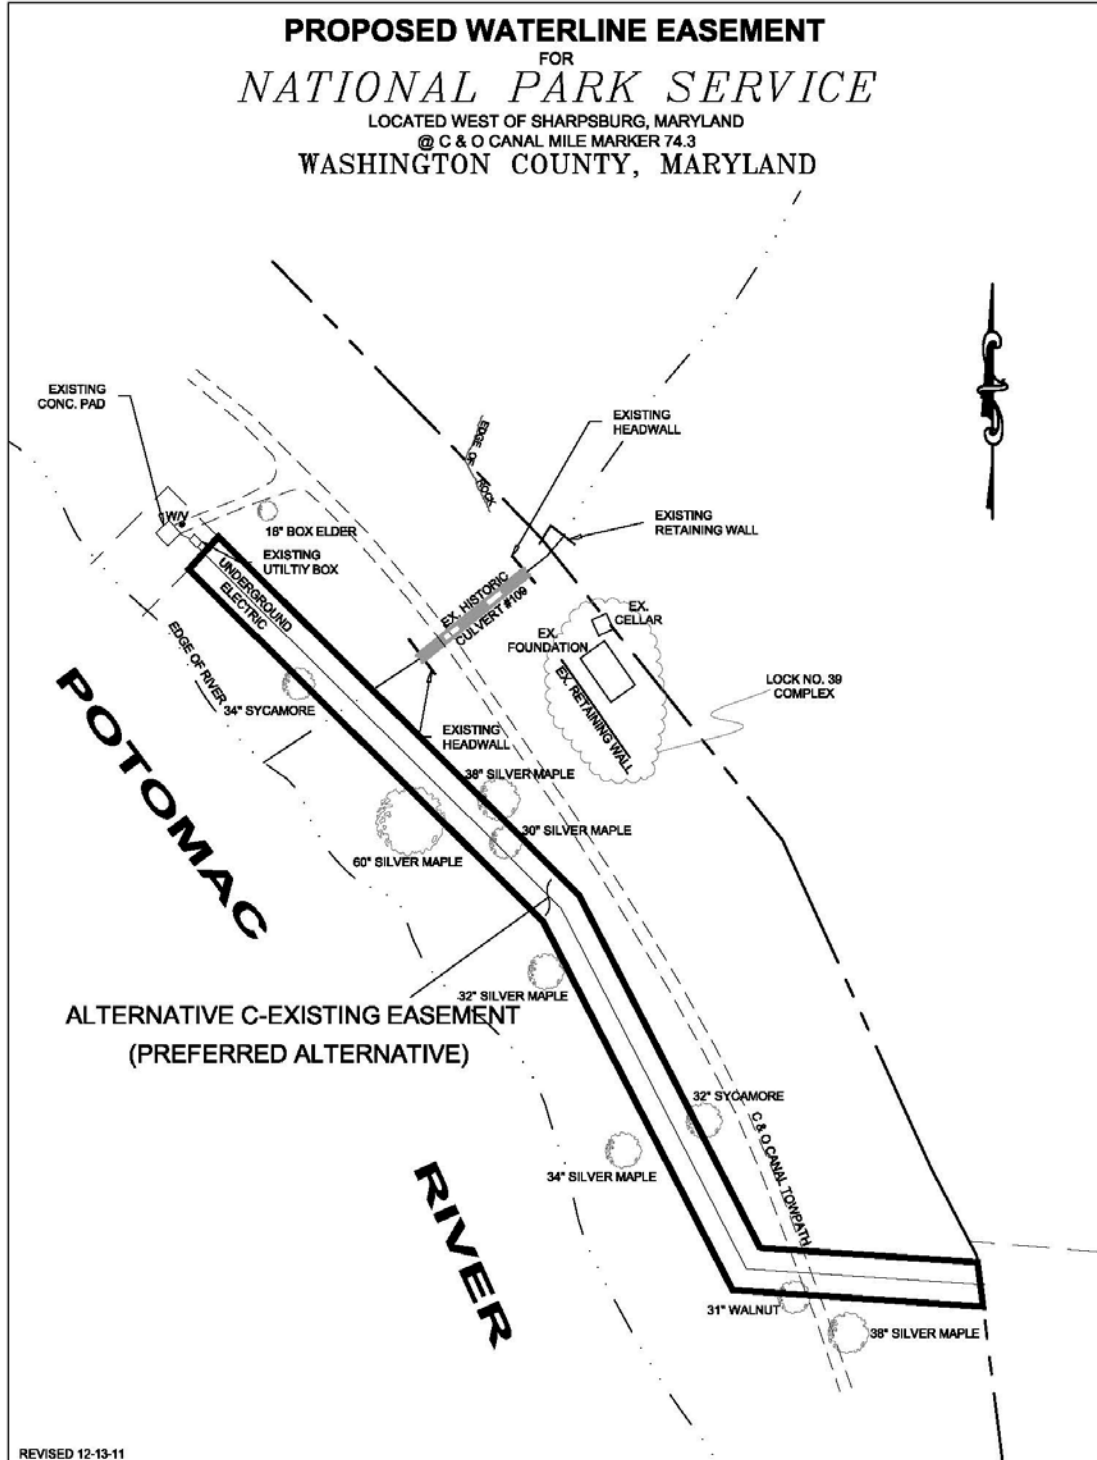 PROPOSED WATERLINE EASEMENT
FOR
NATIONAL PARK SERVICE
LOCATED WEST OF SHARPSBURG, MARYLAND
@ C & O CANAL MILE MARKER 74.3
WASHINGTON COUNTY, MARYLAND
EXISTING
CONC. PAD
EDGE OF ROCK
EXISTING
HEADWALL
W/V
18" BOX ELDER
EXISTING
RETAINING WALL
EXISTING
UTILTIY BOX
UNDERGROUND
ELECTRIC
EX. HISTORIC
CULVERT #109
EX.
CELLAR
EX.
FOUNDATION
EX. RETAINING WALL
LOCK NO. 39
COMPLEX
EDGE OF RIVER
34" SYCAMORE
EXISTING
HEADWALL
POTOMAC
38" SILVER MAPLE
30" SILVER MAPLE
60" SILVER MAPLE
32" SILVER MAPLE
ALTERNATIVE C-EXISTING EASEMENT
(PREFERRED ALTERNATIVE)
32" SYCAMORE
C & O CANAL TOWPATH
34" SILVER MAPLE
RIVER
31" WALNUT
38" SILVER MAPLE
REVISED 12-13-11